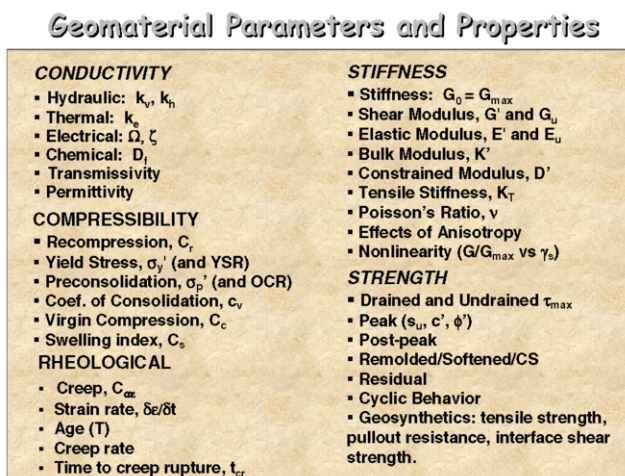 Geomaterial Parameters and Properties
CONDUCTIVITY
▪ Hydraulic: kv, kh
▪ Thermal: ke
▪ Electrical: Ω, ζ
▪ Chemical: Df
▪ Transmissivity
▪ Permittivity
COMPRESSIBILITY
▪ Recompression, Cr
▪ Yield Stress, σy' (and YSR)
▪ Preconsolidation, σp' (and OCR)
▪ Coef. of Consolidation, cv
▪ Virgin Compression, Cc
▪ Swelling index, Cs
RHEOLOGICAL
▪ Creep, Cαε
▪ Strain rate, δε/δt
▪ Age (T)
▪ Creep rate
▪ Time to creep rupture, tcr
STIFFNESS
▪ Stiffness: G0 = Gmax
▪ Shear Modulus, G' and Gu
▪ Elastic Modulus, E' and Eu
▪ Bulk Modulus, K'
▪ Constrained Modulus, D'
▪ Tensile Stiffness, KT
▪ Poisson's Ratio, ν
▪ Effects of Anisotropy
▪ Nonlinearity (G/Gmax vs γs)
STRENGTH
▪ Drained and Undrained τmax
▪ Peak (su, c', ϕ')
▪ Post-peak
▪ Remolded/Softened/CS
▪ Residual
▪ Cyclic Behavior
▪ Geosynthetics: tensile strength,
pullout resistance, interface shear
strength.